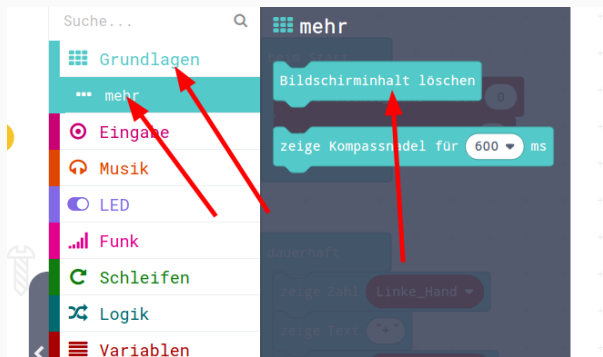 Suche...
mehr
Grundlagen
mehr
Bildschirminhalt löschen
0
Eingabe
zeige Kompassnadel für 600 ms
Musik
LED
Funk
dauerhaft
Schleifen
zeige Zahl Linke_Hand
Logik
zeige Text "+"
Variablen